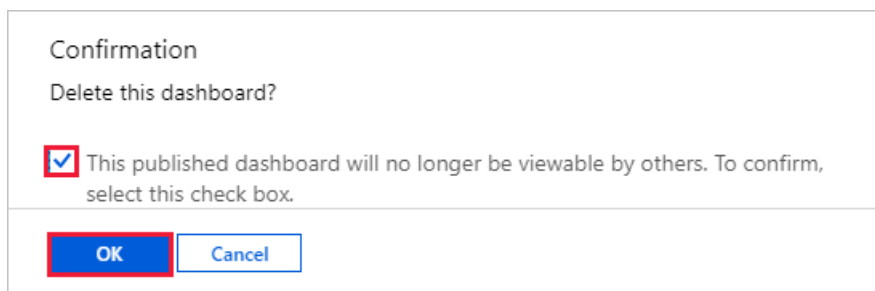 Confirmation
Delete this dashboard?
This published dashboard will no longer be viewable by others. To confirm,
select this check box.
OK Cancel